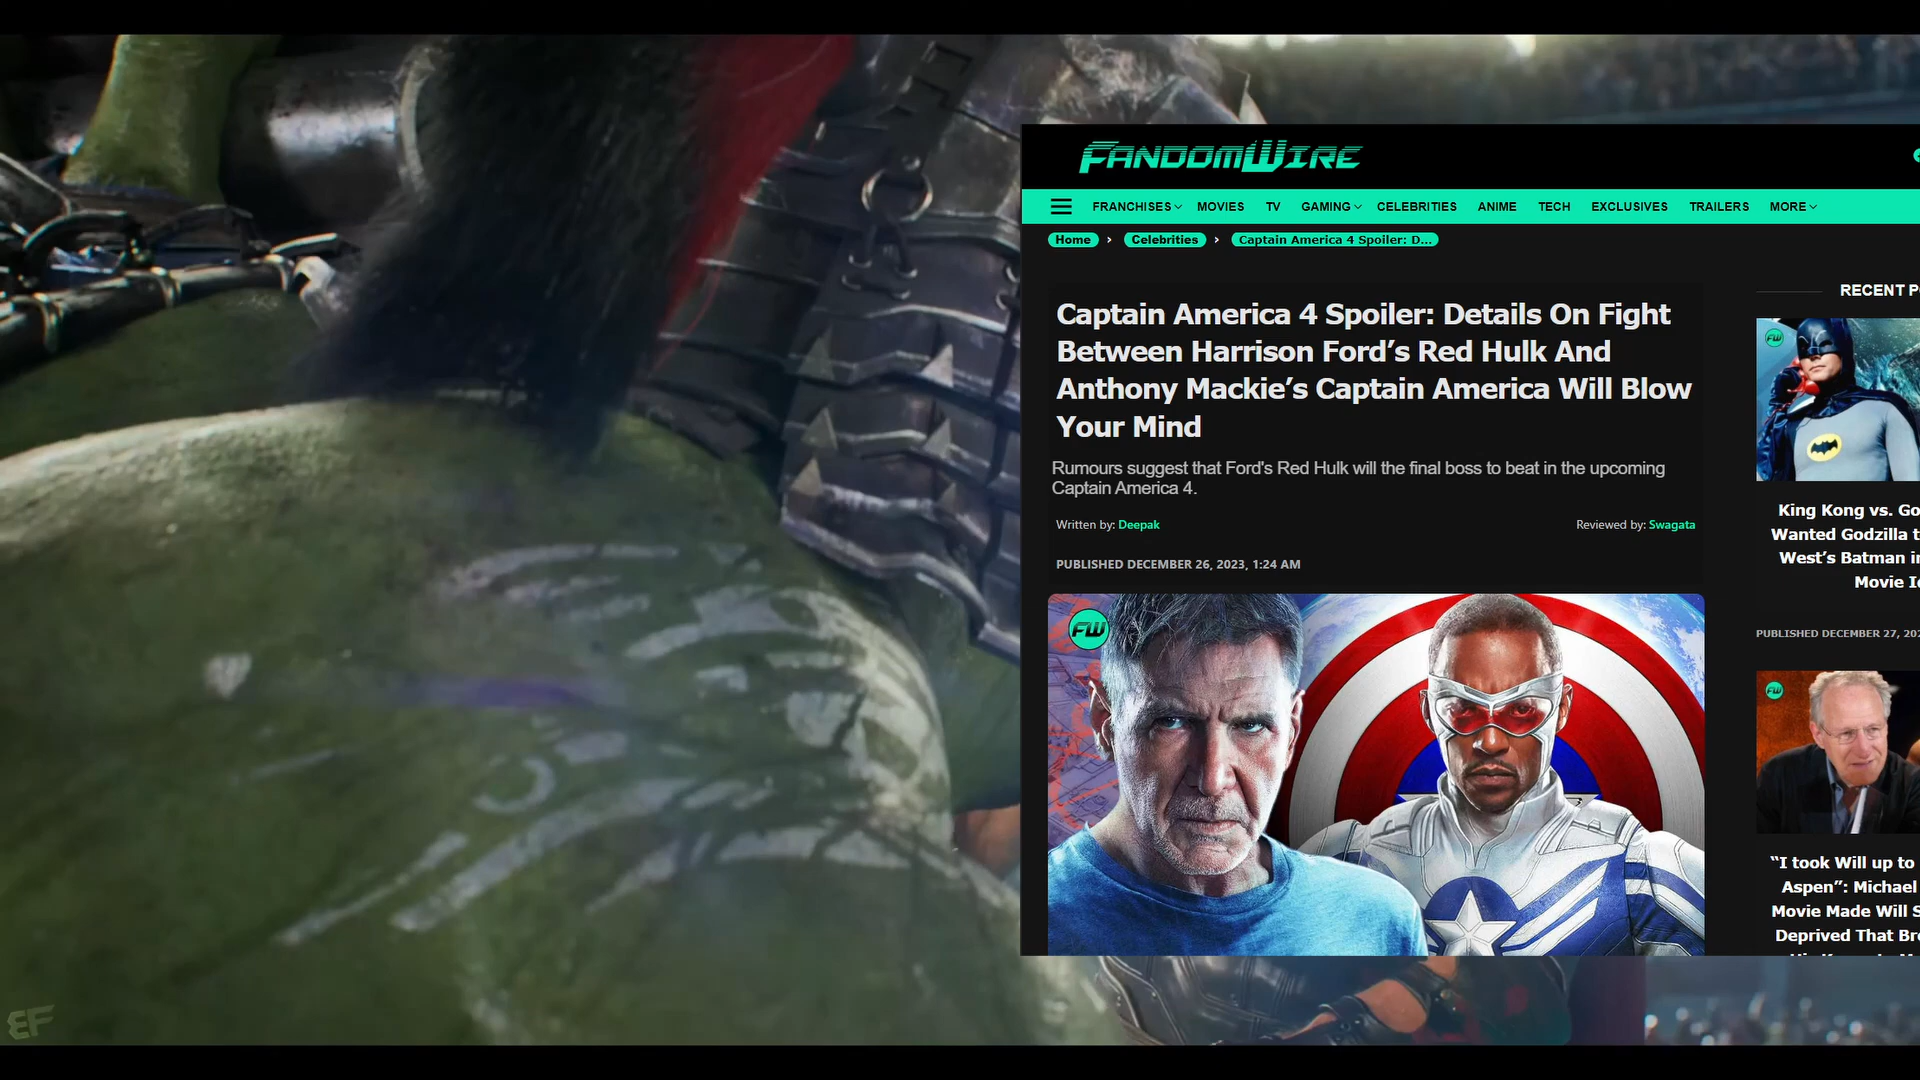 FANDOMWIRE
FRANCHISES MOVIES TV GAMING CELEBRITIES ANIME TECH EXCLUSIVES TRAILERS MORE
Home › Celebrities › Captain America 4 Spoiler: D...
Captain America 4 Spoiler: Details On Fight
Between Harrison Ford's Red Hulk And
Anthony Mackie's Captain America Will Blow
Your Mind
Rumours suggest that Ford's Red Hulk will the final boss to beat in the upcoming
Captain America 4.
Written by: Deepak
Reviewed by: Swagata
PUBLISHED DECEMBER 26, 2023, 1:24 AM
FW
RECENT
FW
King Kong vs.
Wanted Godzilla
West's Batman
Movie
PUBLISHED DECEMBER 27,
FW
"I took Will up to
Aspen": Michael
Movie Made Will
Deprived That
EF